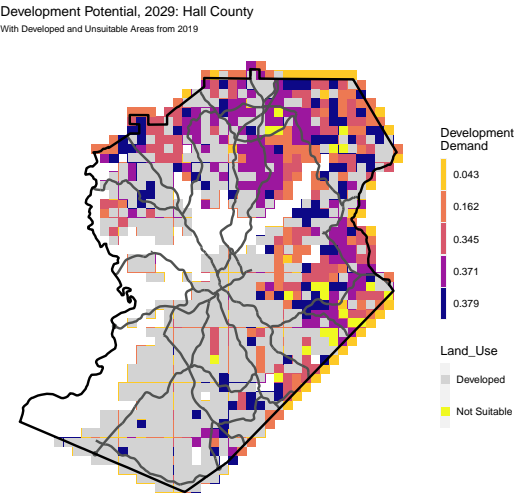 Development Potential, 2029: Hall County
With Developed and Unsuitable Areas from 2019
Development
Demand
0.043
0.162
0.345
0.371
0.379
Land_Use
Developed
Not Suitable